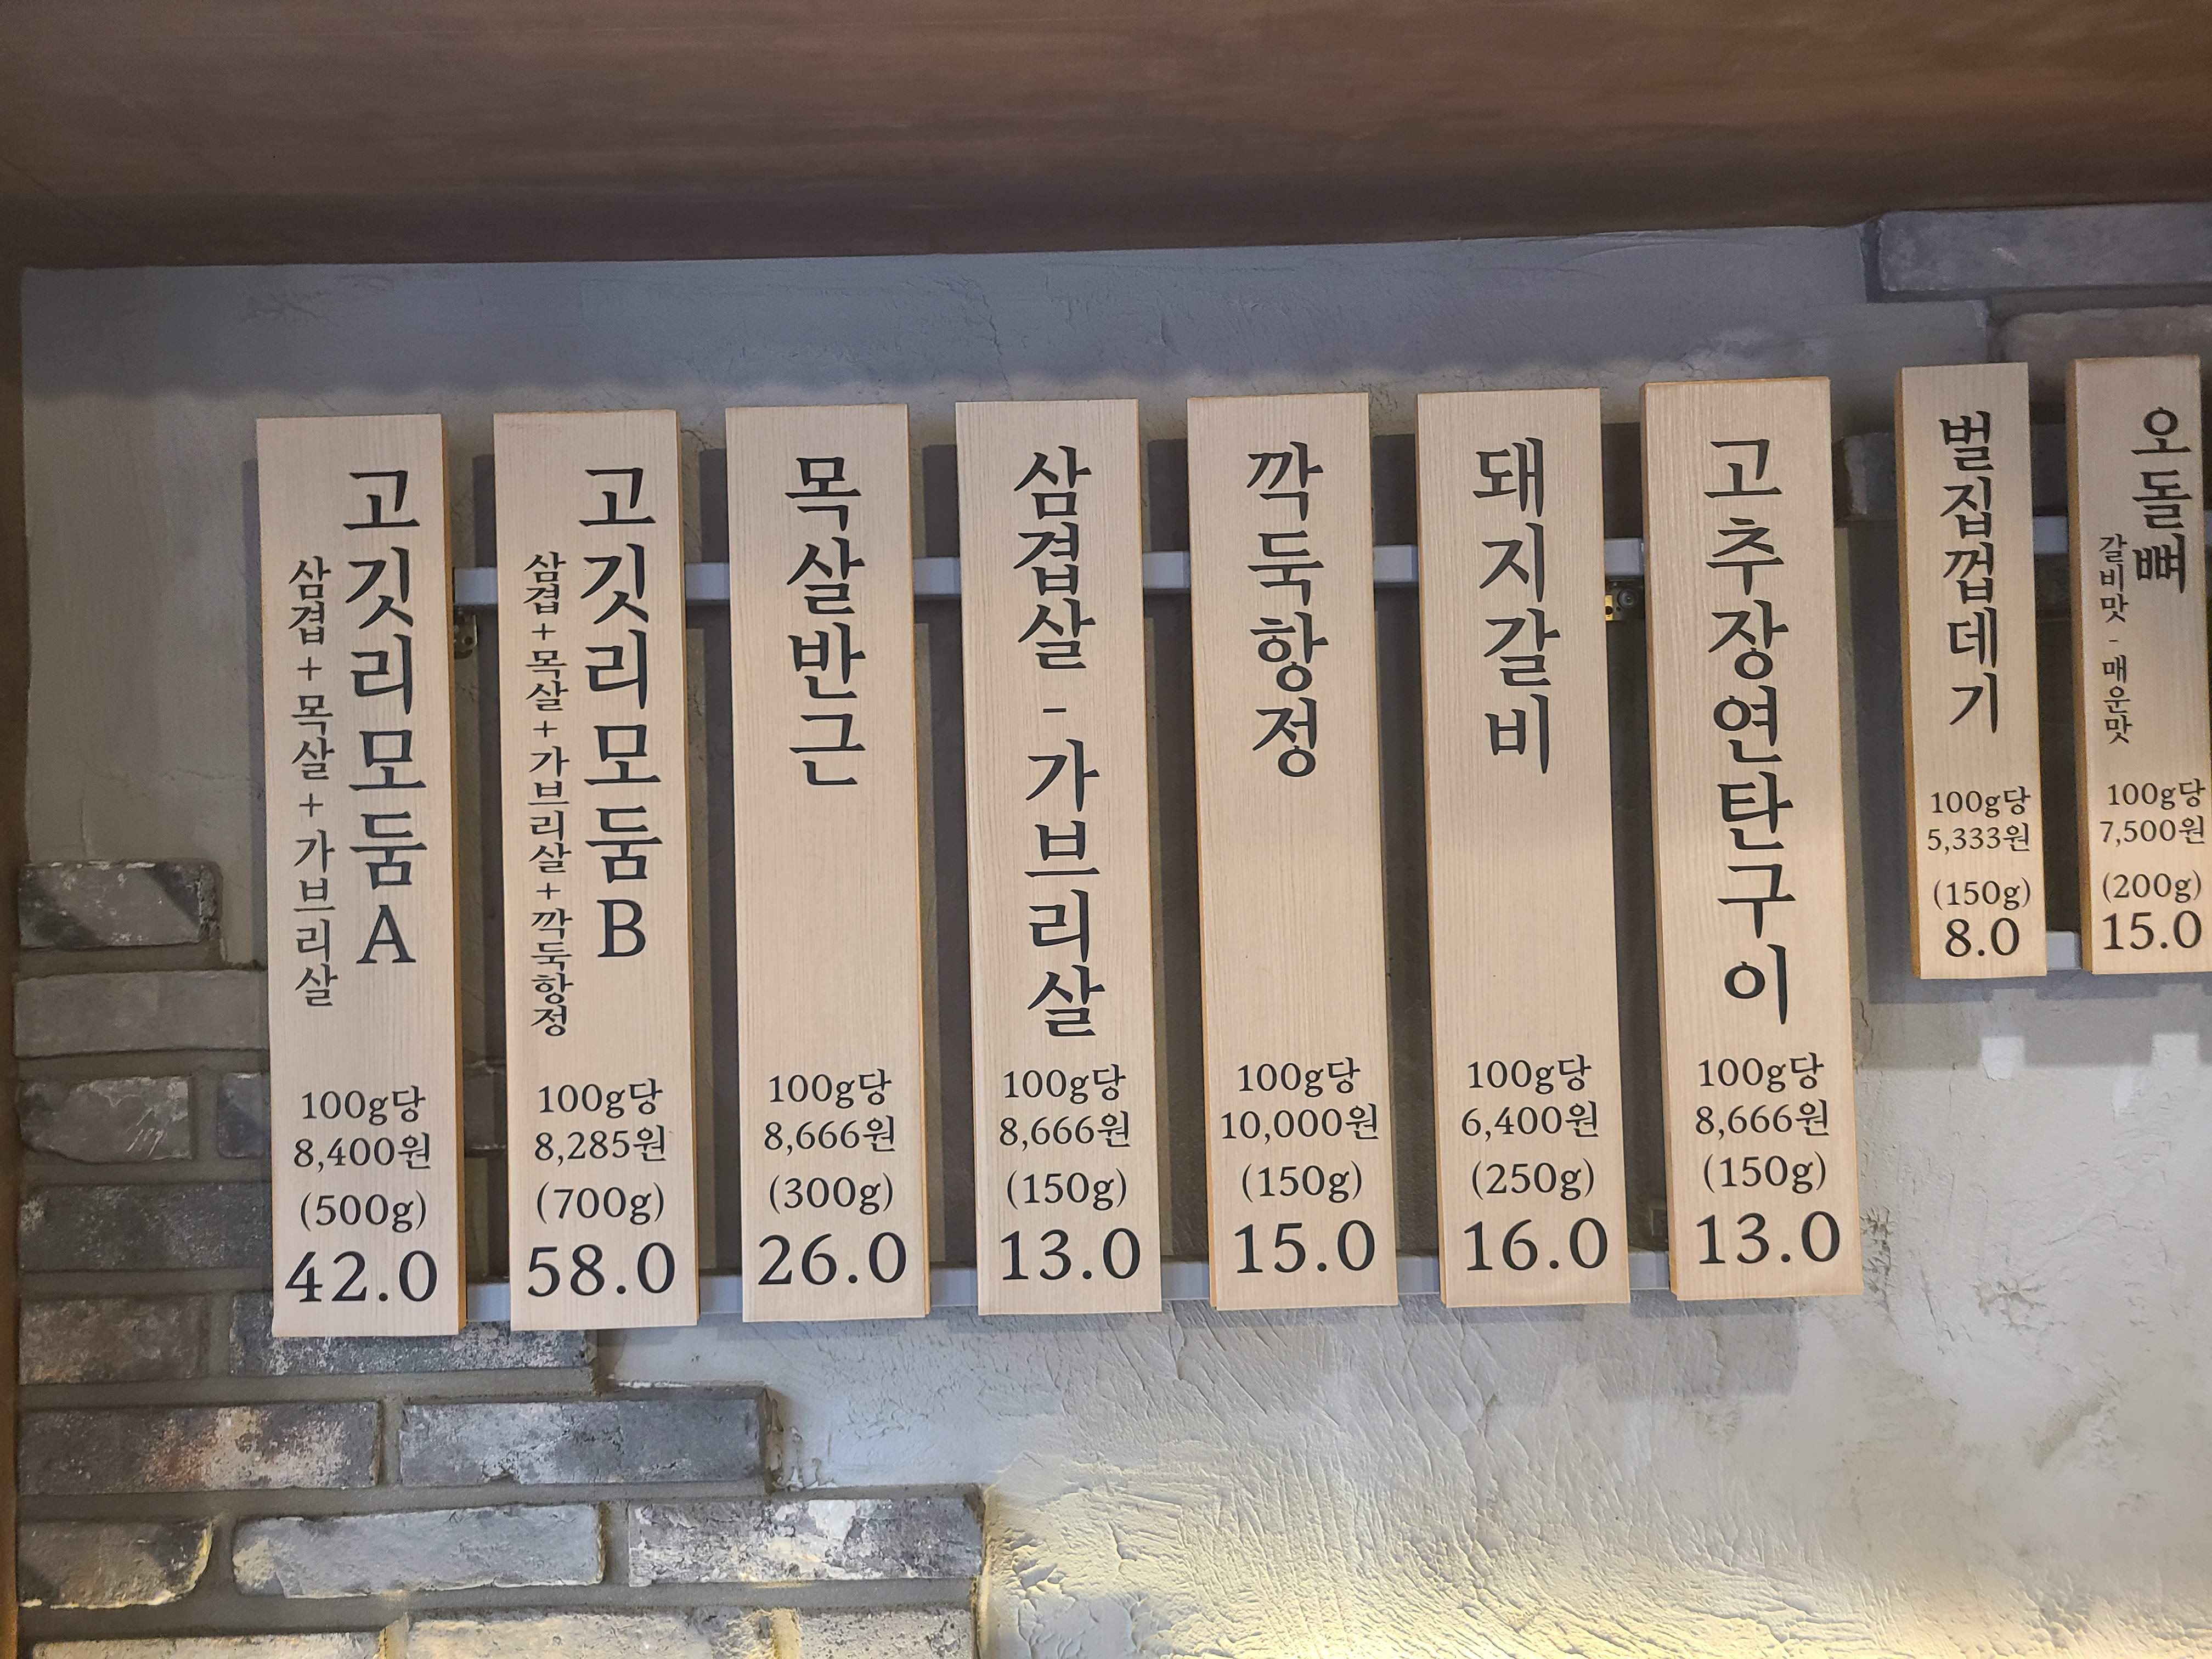 고깃리모둠A
삼겹+목살+가브리살
100g당
8,400원
(500g)
42.0
고깃리모둠B
삼겹+목살+가브리살+깍둑항정
100g당
8,285원
(700g)
58.0
목살반근
100g당
8,666원
(300g)
26.0
삼겹살-가브리살
100g당
8,666원
(150g)
13.0
깍둑항정
100g당
10,000원
(150g)
15.0
돼지갈비
100g당
6,400원
(250g)
16.0
고추장연탄구이
100g당
8,666원
(150g)
13.0
벌집껍데기
100g당
5,333원
(150g)
8.0
오돌뼈
갈비맛-매운맛
100g당
7,500원
(200g)
15.0